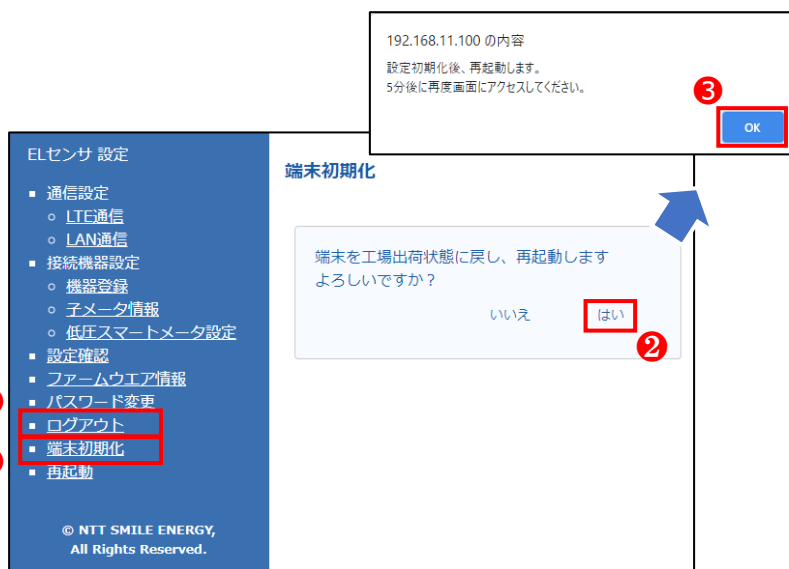 192.168.11.100 の内容
設定初期化後、再起動します。
5分後に再度画面にアクセスしてください。
❸
OK
ELセンサ 設定
通信設定
LTE通信
LAN通信
接続機器設定
機器登録
子メータ情報
低圧スマートメータ設定
設定確認
ファームウエア情報
パスワード変更
ログアウト
端末初期化
再起動
© NTT SMILE ENERGY,
All Rights Reserved.
端末初期化
端末を工場出荷状態に戻し、再起動します
よろしいですか？
いいえ はい
❷